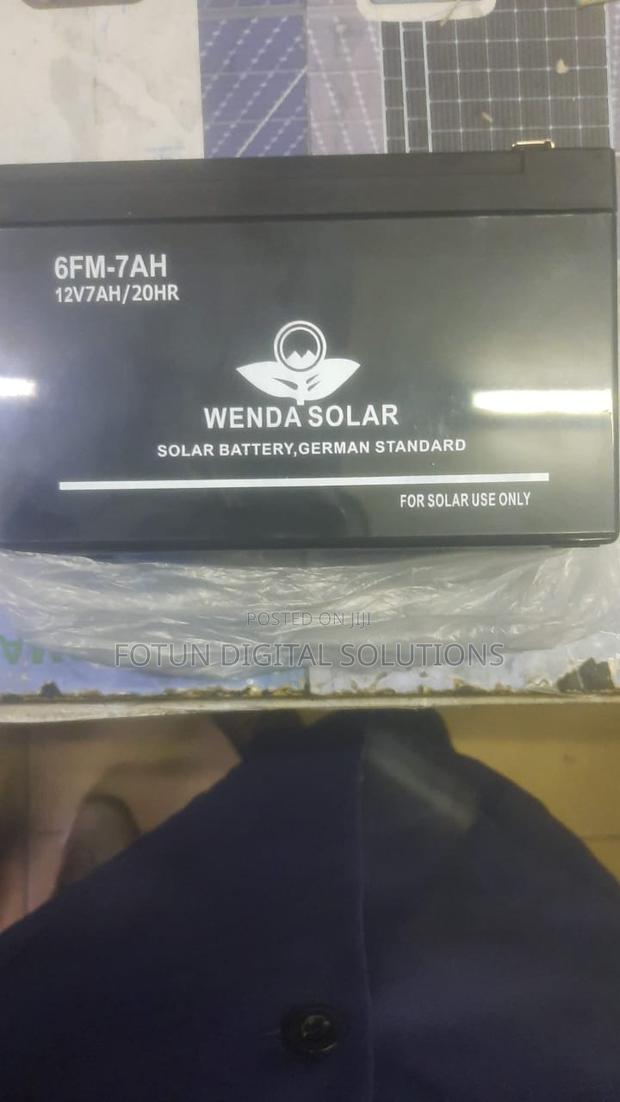 6FM-7AH
12V7AH/20HR
WENDA SOLAR
SOLAR BATTERY,GERMAN STANDARD
FOR SOLAR USE ONLY
POSTED ON JIJI
FOTUN DIGITAL SOLUTIONS